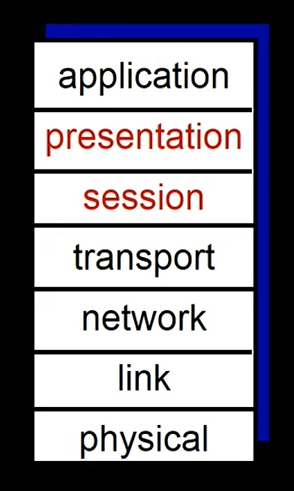 application
presentation
session
transport
network
link
physical